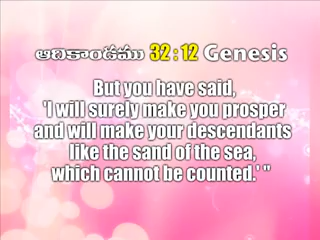 ఆదికాండము 32 : 12 Genesis
But you have said,
'I will surely make you prosper
and will make your descendants
like the sand of the sea,
which cannot be counted.' "